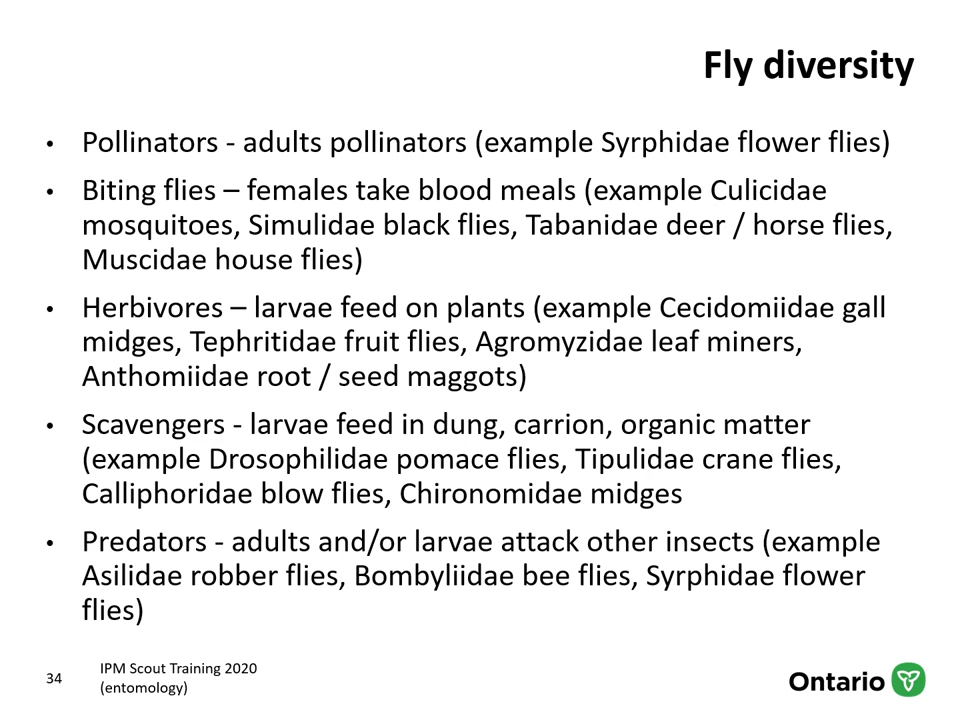 Fly diversity
• Pollinators - adults pollinators (example Syrphidae flower flies)
• Biting flies – females take blood meals (example Culicidae
mosquitoes, Simulidae black flies, Tabanidae deer / horse flies,
Muscidae house flies)
• Herbivores – larvae feed on plants (example Cecidomiidae gall
midges, Tephritidae fruit flies, Agromyzidae leaf miners,
Anthomiidae root / seed maggots)
• Scavengers - larvae feed in dung, carrion, organic matter
(example Drosophilidae pomace flies, Tipulidae crane flies,
Calliphoridae blow flies, Chironomidae midges
• Predators - adults and/or larvae attack other insects (example
Asilidae robber flies, Bombyliidae bee flies, Syrphidae flower
flies)
34
IPM Scout Training 2020
(entomology)
Ontario